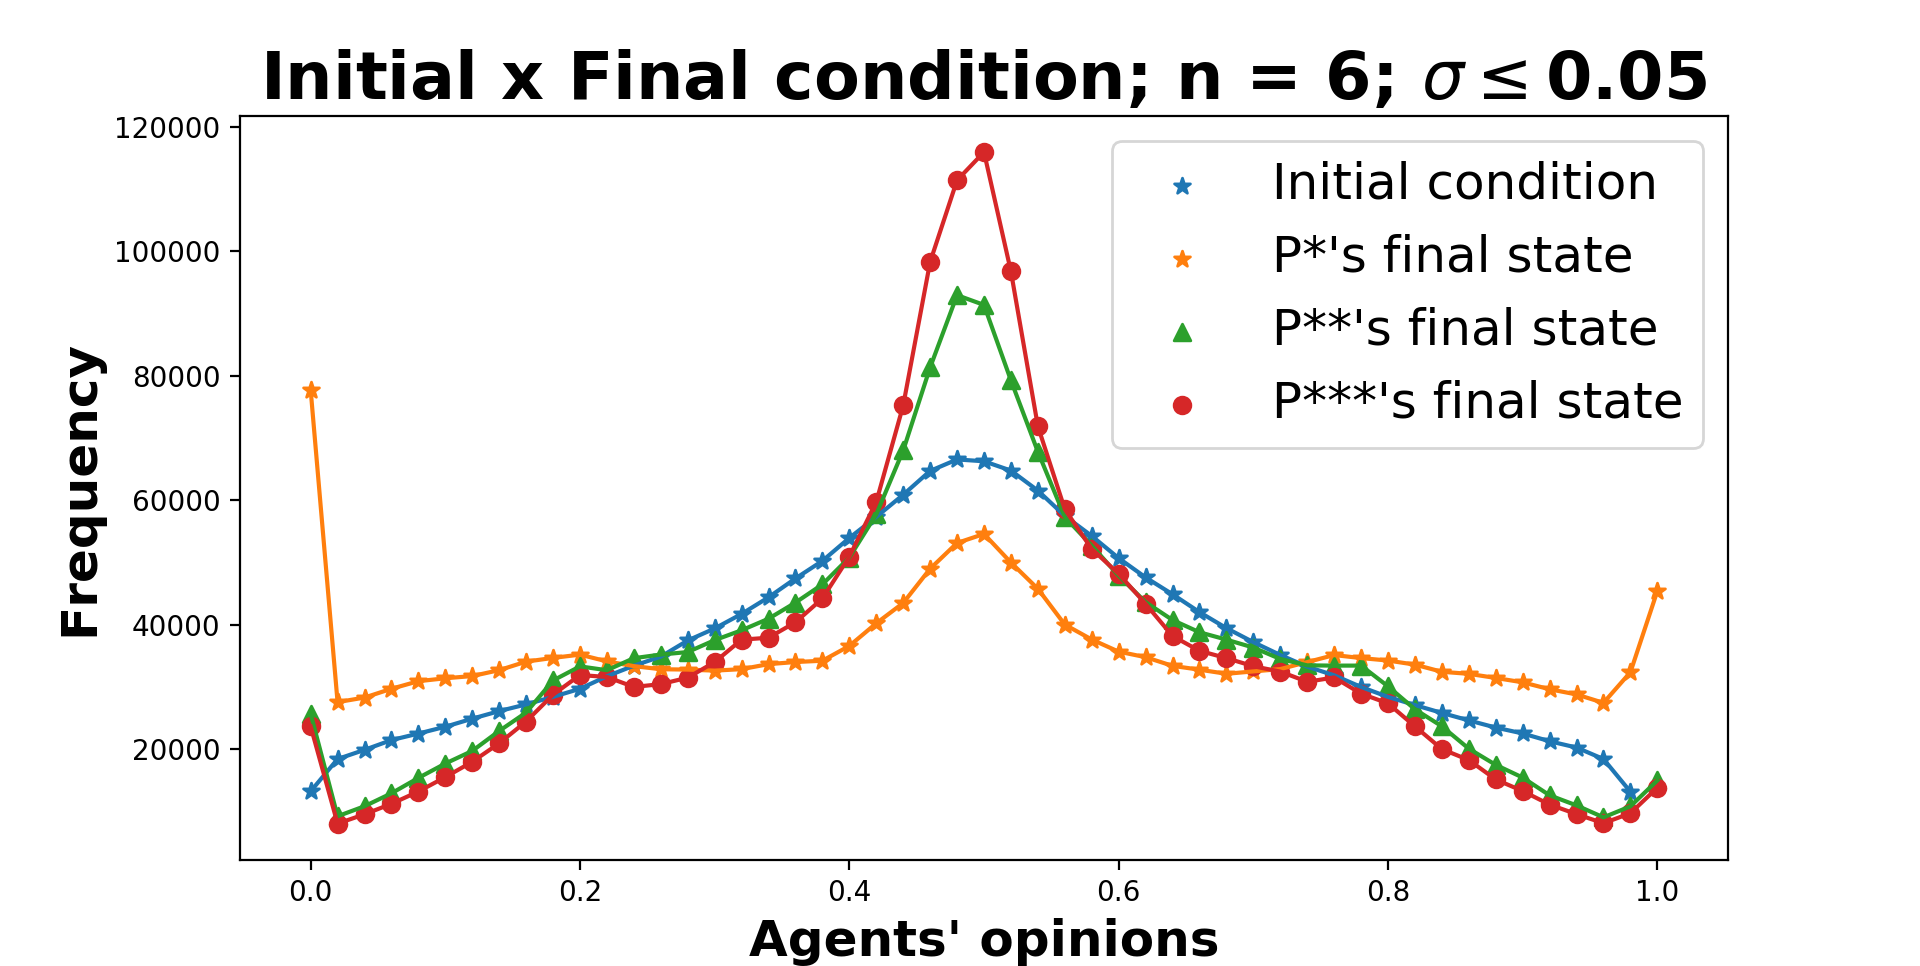 Initial x Final condition; n = 6; σ ≤ 0.05
120000
100000
80000
60000
40000
20000
Frequency
Initial condition
P*'s final state
P**'s final state
P***'s final state
0.0 0.2 0.4 0.6 0.8 1.0
Agents' opinions